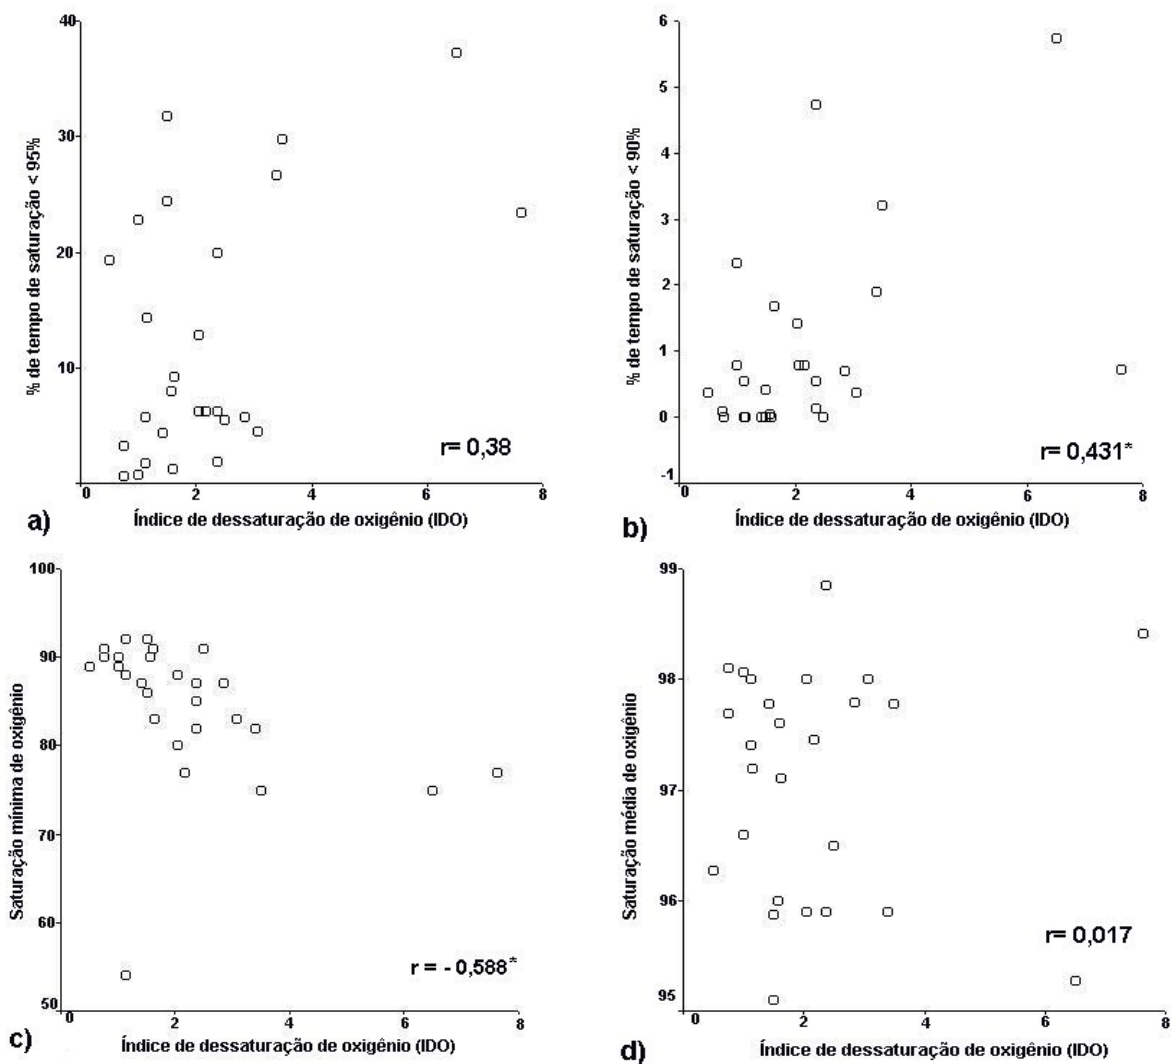 40
30
20
10
% de tempo de saturação < 95%
r= 0,38
0 2 4 6 8
a)
Índice de dessaturação de oxigênio (IDO)
6
5
4
3
2
1
0
-1
% de tempo de saturação < 90%
r= 0,431*
0 2 4 6 8
b)
Índice de dessaturação de oxigênio (IDO)
100
90
80
70
60
50
Saturação mínima de oxigênio
r = - 0,588*
0 2 4 6 8
c)
Índice de dessaturação de oxigênio (IDO)
99
98
97
96
95
Saturação média de oxigênio
r= 0,017
0 2 4 6 8
d)
Índice de dessaturação de oxigênio (IDO)